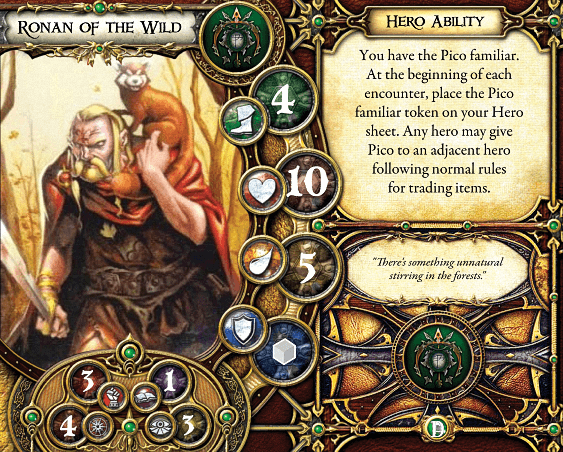 Ronan of the Wild
Hero Ability
You have the Pico familiar.
At the beginning of each
encounter, place the Pico
familiar token on your Hero
sheet. Any hero may give
Pico to an adjacent hero
following normal rules
for trading items.
"There's something unnatural
stirring in the forests."
4
10
5
3
1
4
3